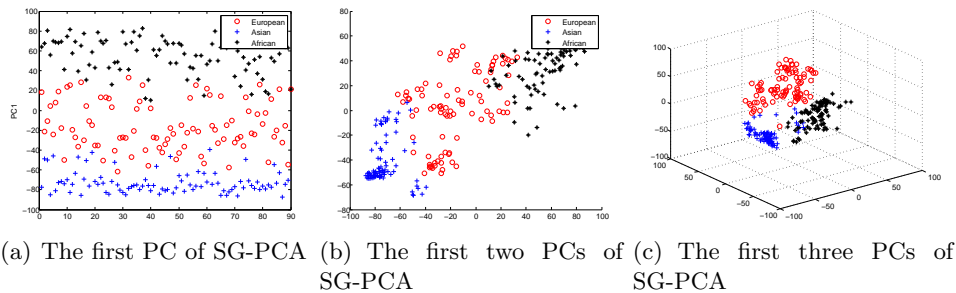 European
Asian
African
PC1
100
80
60
40
20
0
−20
−40
−60
−80
−100
0 10 20 30 40 50 60 70 80 90
European
Asian
African
80
60
40
20
0
−20
−40
−60
−80
−100 −80 −60 −40 −20 0 20 40 60 80 100
100
50
0
−50
−100
100
50
0
−50
−100
−100
−50
0
50
100
(a) The first PC of SG-PCA
(b) The first two PCs of
SG-PCA
(c) The first three PCs of
SG-PCA